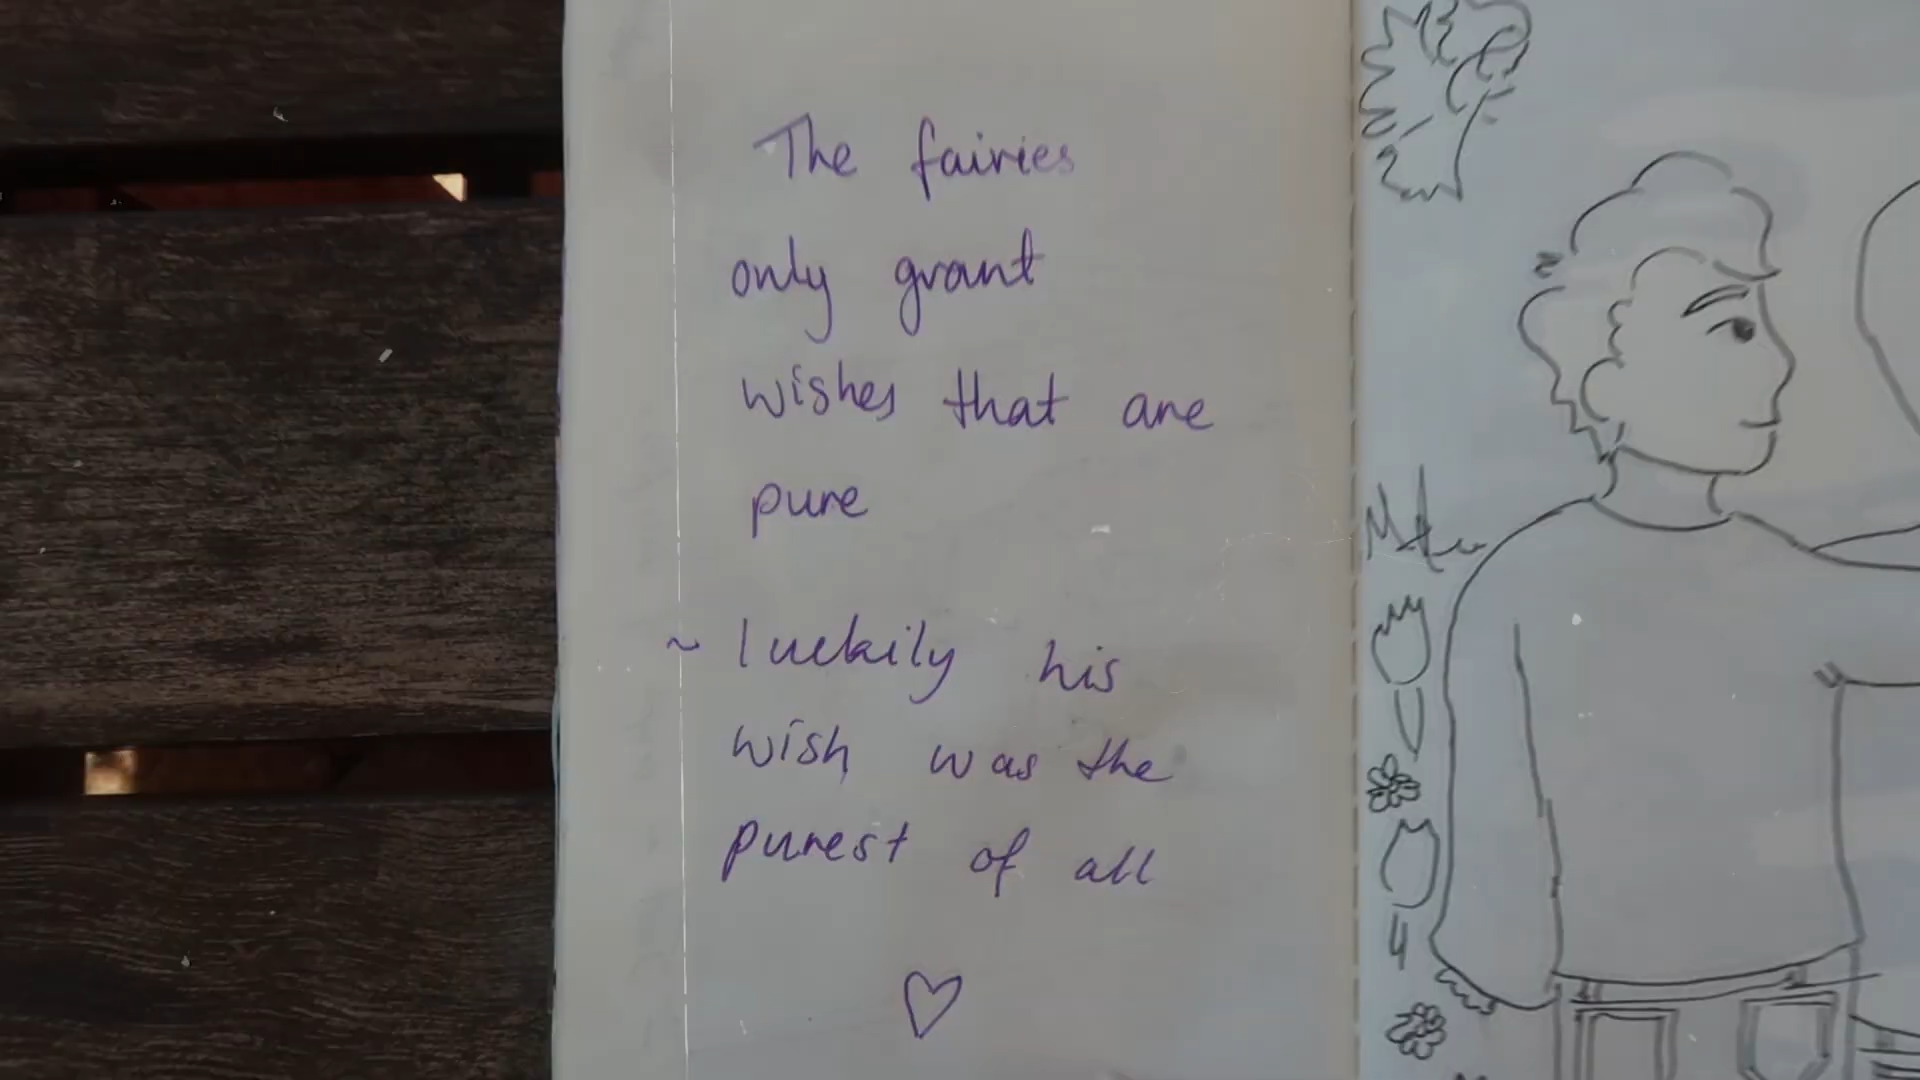 The fairies
only grant
wishes that are
pure
~ luckily his
wish was the
purest of all
♡